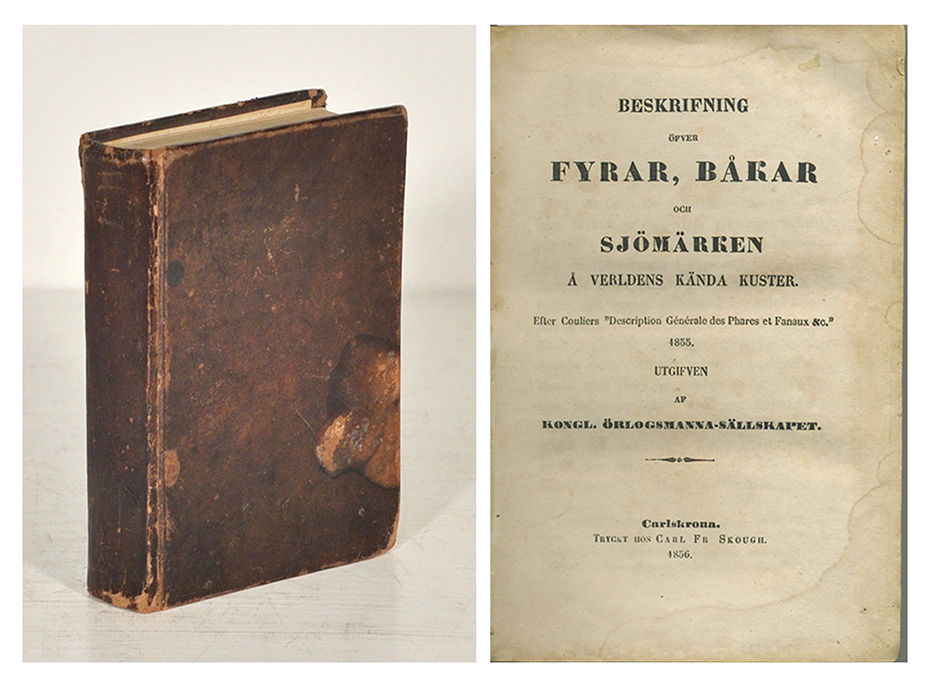 BESKRIFNING
ÖFVER
FYRAR, BÅKAR
OCH
SJÖMÄRKEN
Å VERLDENS KÄNDA KUSTER.
Efter Couliers "Description Générale des Phares et Fanaux &c."
1855.
UTGIFVEN
AF
KONGL. ÖRLOGSMANNA-SÄLLSKAPET.
Carlskrona.
TRYCKT HOS CARL FR SKOUGH.
1856.